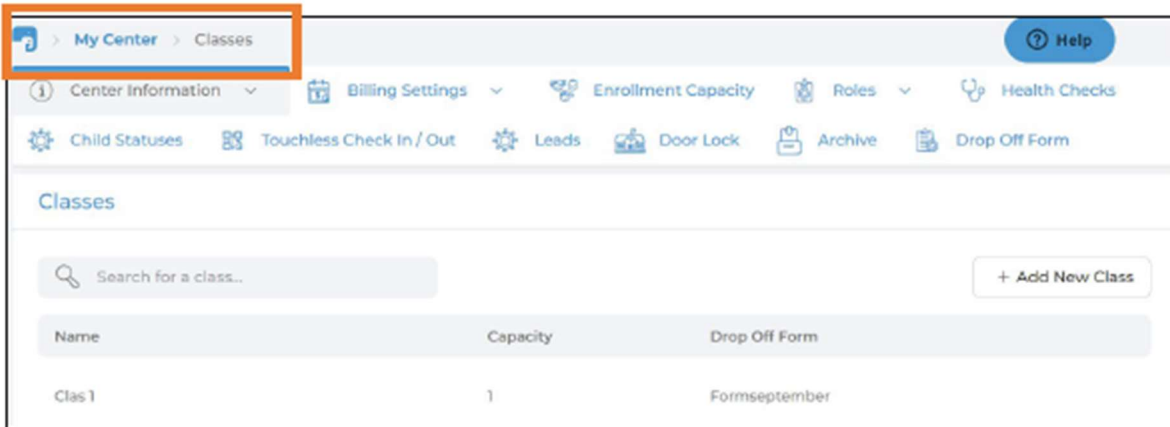 > My Center > Classes
Help
Center Information Billing Settings Enrollment Capacity Roles Health Checks
Child Statuses Touchless Check In / Out Leads Door Lock Archive Drop Off Form
Classes
Search for a class...
+ Add New Class
Name Capacity Drop Off Form
Clas 1 1 Formseptember